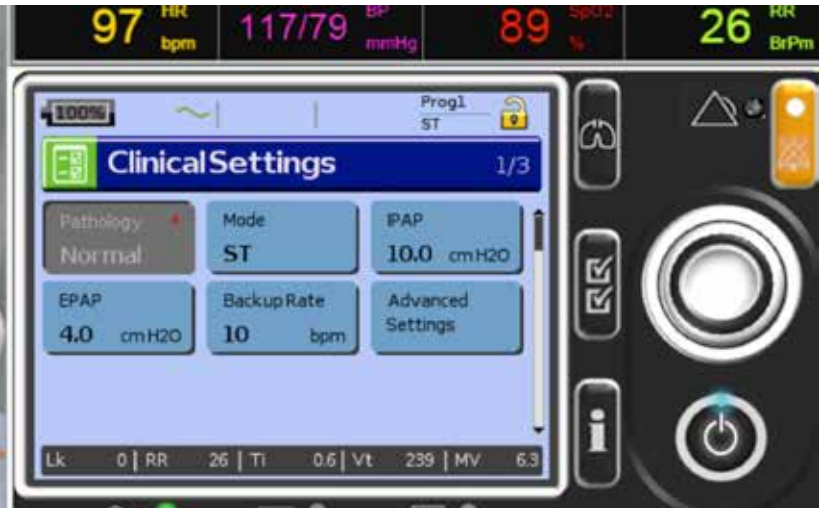 97 HR bpm 117/79 BP mmHg 89 SpO2 % 26 RR BrPm
100% Prog1
ST
Clinical Settings 1/3
Pathology Mode IPAP
Normal ST 10.0 cmH2O
EPAP Backup Rate Advanced
4.0 cmH2O 10 bpm Settings
Lk 0 | RR 26 | Ti 0.6 | Vt 239 | MV 6.3